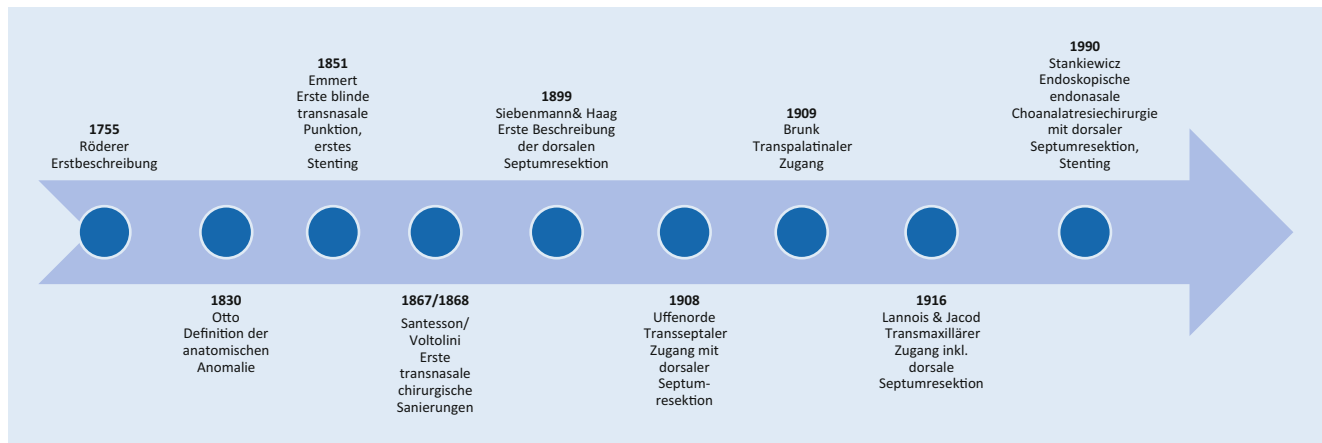 1755
Röderer
Erstbeschreibung
1830
Otto
Definition der
anatomischen
Anomalie
1851
Emmert
Erste blinde
transnasale
Punktion,
erstes
Stenting
1867/1868
Santesson/
Voltolini
Erste
transnasale
chirurgische
Sanierungen
1899
Siebenmann& Haag
Erste Beschreibung
der dorsalen
Septumresektion
1908
Uffenorde
Transseptaler
Zugang mit
dorsaler
Septum-
resektion
1909
Brunk
Transpalatinaler
Zugang
1916
Lannois & Jacod
Transmaxillärer
Zugang inkl.
dorsale
Septumresektion
1990
Stankiewicz
Endoskopische
endonasale
Choanalatresiechirurgie
mit dorsaler
Septumresektion,
Stenting